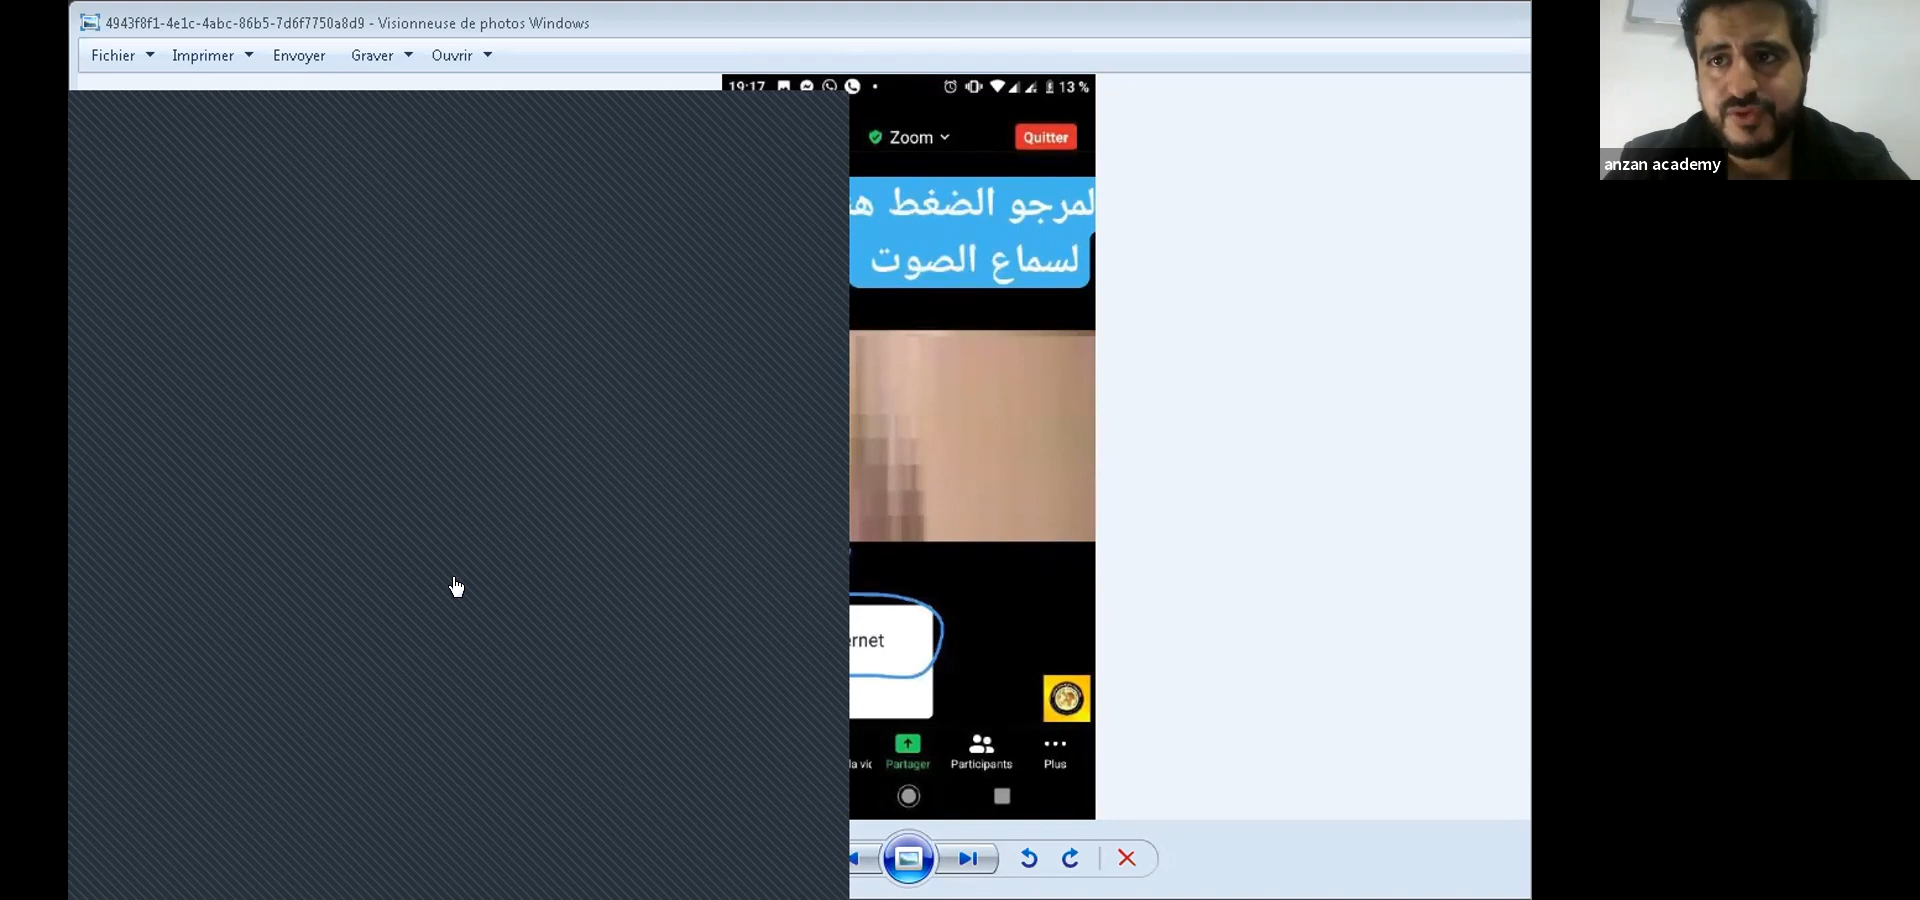 4943f8f1-4e1c-4abc-86b5-7d6f7750a8d9 - Visionneuse de photos Windows
Fichier Imprimer Envoyer Graver Ouvrir
19:17 13 %
Zoom Quitter
لمرجو الضغط
لسماع الصوت
Partager Participants Plus
anzan academy